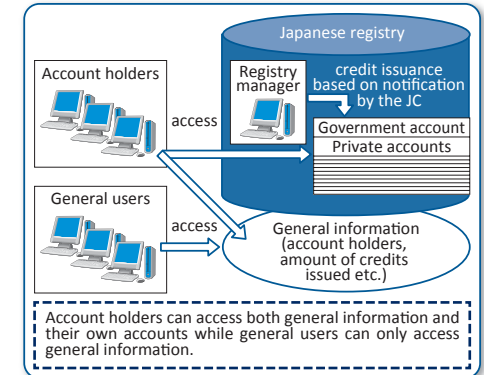 Japanese registry
Account holders
Registry
manager
credit issuance
based on notification
by the JC
access
Government account
Private accounts
General users
access
General information
(account holders,
amount of credits
issued etc.)
Account holders can access both general information and
their own accounts while general users can only access
general information.